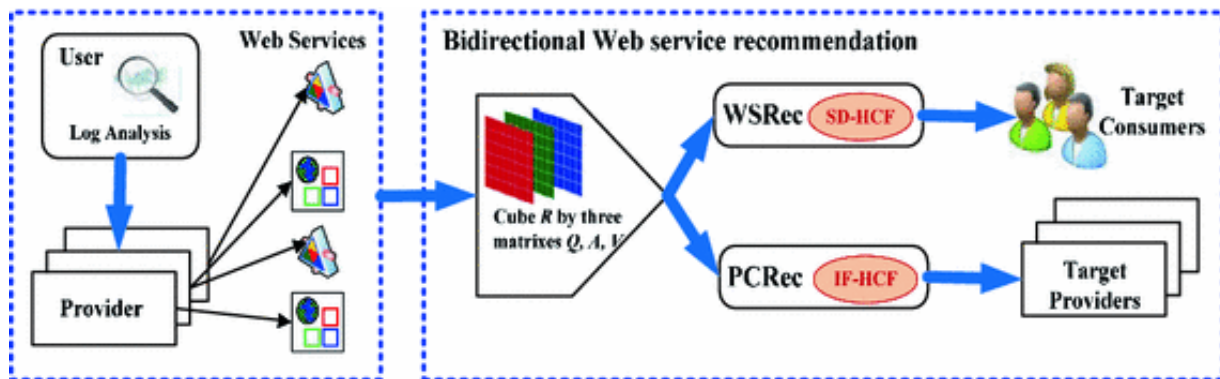 User
Log Analysis
Provider
Web Services
Bidirectional Web service recommendation
Cube R by three
matrixes Q, A, V
WSRec
SD-HCF
PCRec
IF-HCF
Target
Consumers
Target
Providers